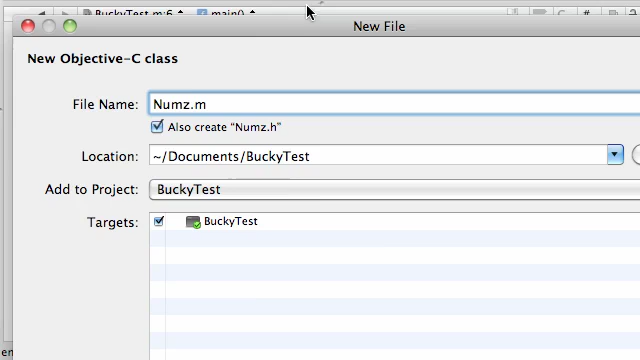 BuckyTest.m:6 main()
New File
New Objective-C class
File Name: Numz.m
Also create "Numz.h"
Location: ~/Documents/BuckyTest
Add to Project: BuckyTest
Targets: BuckyTest
en